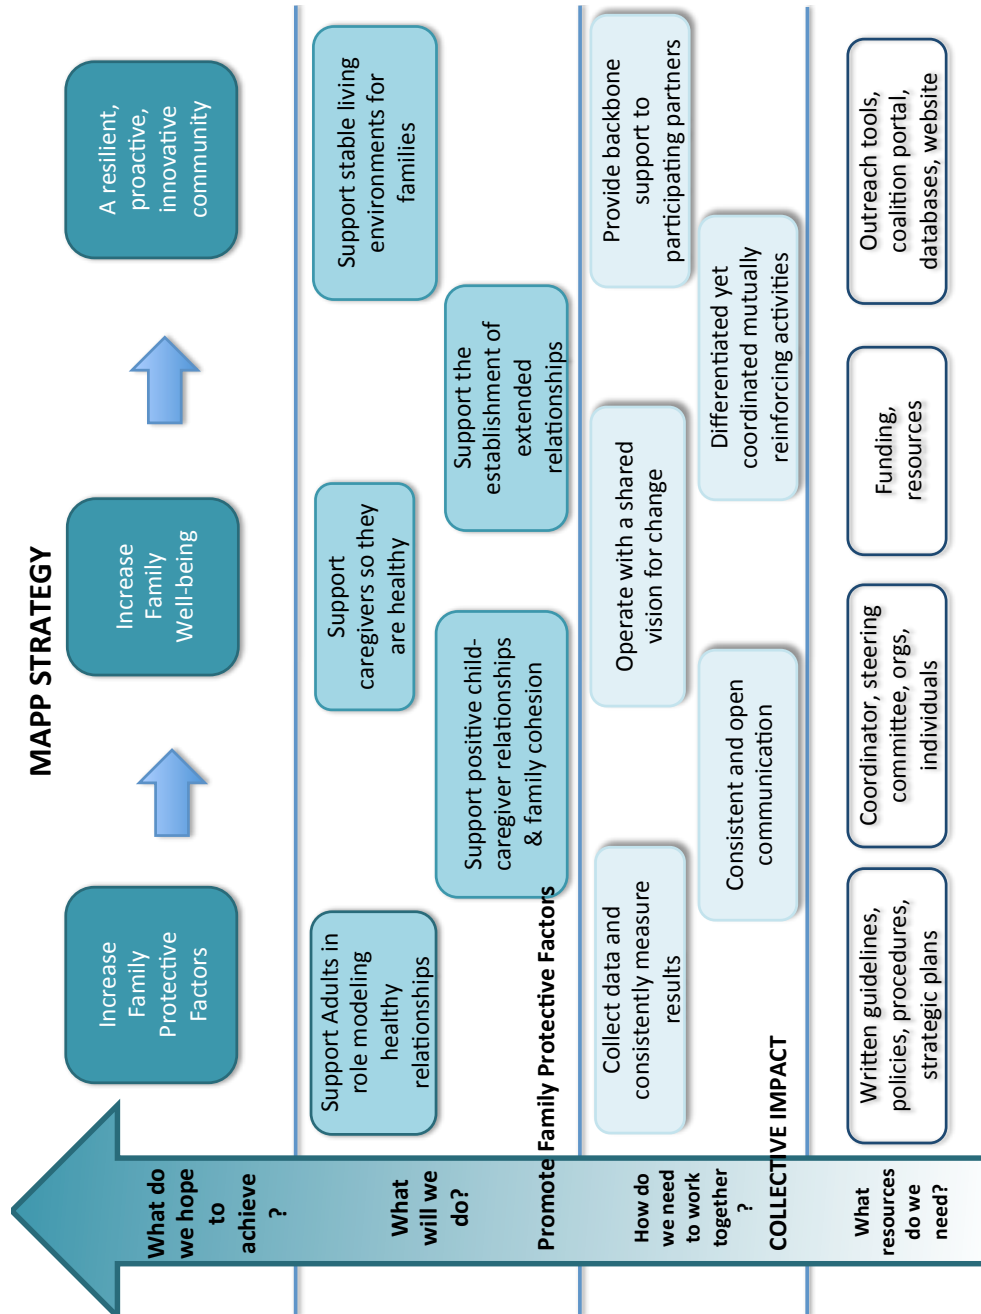 MAPP STRATEGY
What do
we hope
to
achieve
?
Increase
Family
Protective
Factors
Increase
Family
Well-being
A resilient,
proactive,
innovative
community
What
will we
do?
Support Adults in
role modeling
healthy
relationships
Support
caregivers so they
are healthy
Support stable living
environments for
families
Support positive child-
caregiver relationships
& family cohesion
Support the
establishment of
extended
relationships
Promote Family Protective Factors
How do
we need
to work
together
?
Collect data and
consistently measure
results
Operate with a shared
vision for change
Provide backbone
support to
participating partners
Consistent and open
communication
Differentiated yet
coordinated mutually
reinforcing activities
COLLECTIVE IMPACT
What
resources
do we
need?
Written guidelines,
policies, procedures,
strategic plans
Coordinator, steering
committee, orgs,
individuals
Funding,
resources
Outreach tools,
coalition portal,
databases, website